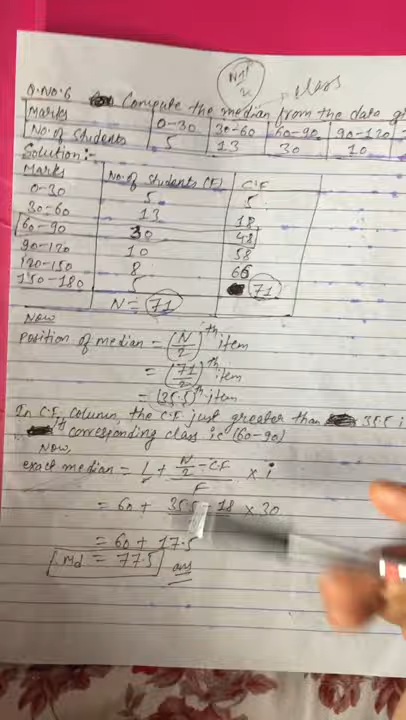 N+1
2
class
Q.No.6 Compute the median from the data
Marks 0-30 30-60 60-90 90-120
No. of Students 5 13 30 10
Solution:-
Marks No. of students (F) C.F
0-30 5 5
30-60 13 18
60-90 30 48
90-120 10 58
120-150 8 66
150-180 5 71
N = 71
Now
Position of median = (N/2)th item
= (71/2)th item
= (35.5)th item
In C.F column, the C.F just greater than 35.5 i
corresponding class is (60-90)
Now,
exact median = L + N/2 - CF / F × i
= 60 + 35.5 - 18 × 30
= 60 + 17.5
md = 77.5 ans